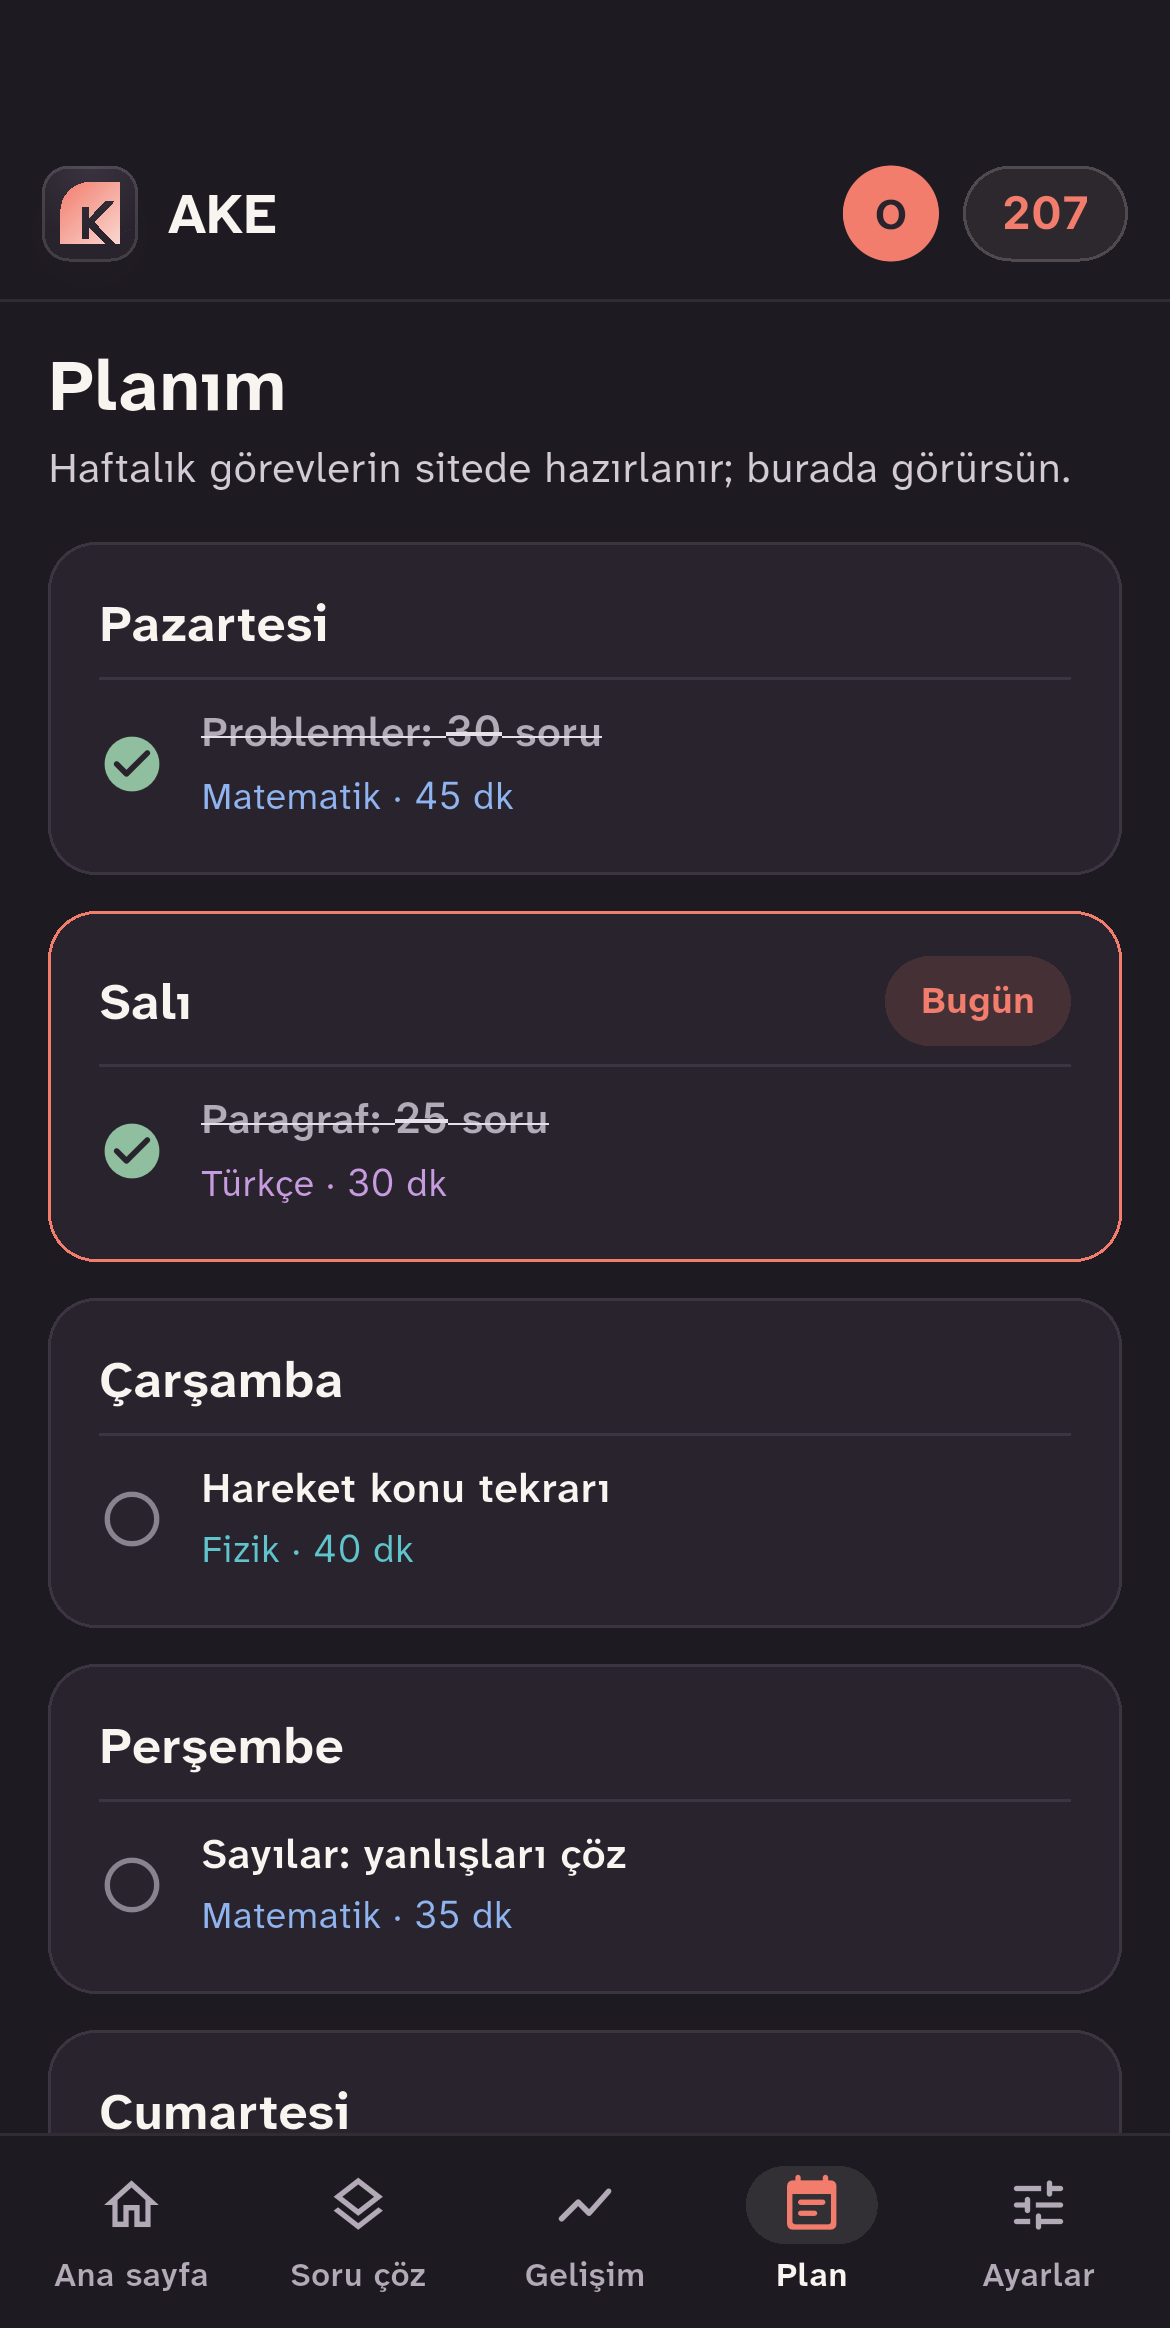 K AKE O 207
Planım
Haftalık görevlerin sitede hazırlanır; burada görürsün.
Pazartesi
Problemler: 30 soru
Matematik · 45 dk
Salı Bugün
Paragraf: 25 soru
Türkçe · 30 dk
Çarşamba
Hareket konu tekrarı
Fizik · 40 dk
Perşembe
Sayılar: yanlışları çöz
Matematik · 35 dk
Cumartesi
Ana sayfa Soru çöz Gelişim Plan Ayarlar